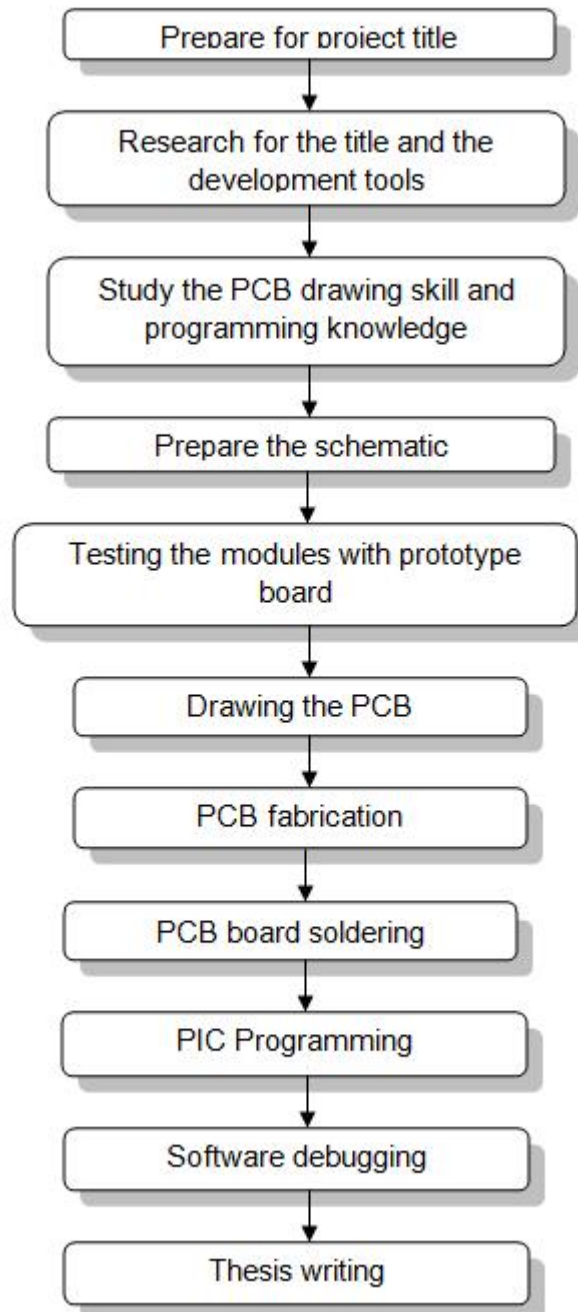 Prepare for project title
Research for the title and the
development tools
Study the PCB drawing skill and
programming knowledge
Prepare the schematic
Testing the modules with prototype
board
Drawing the PCB
PCB fabrication
PCB board soldering
PIC Programming
Software debugging
Thesis writing